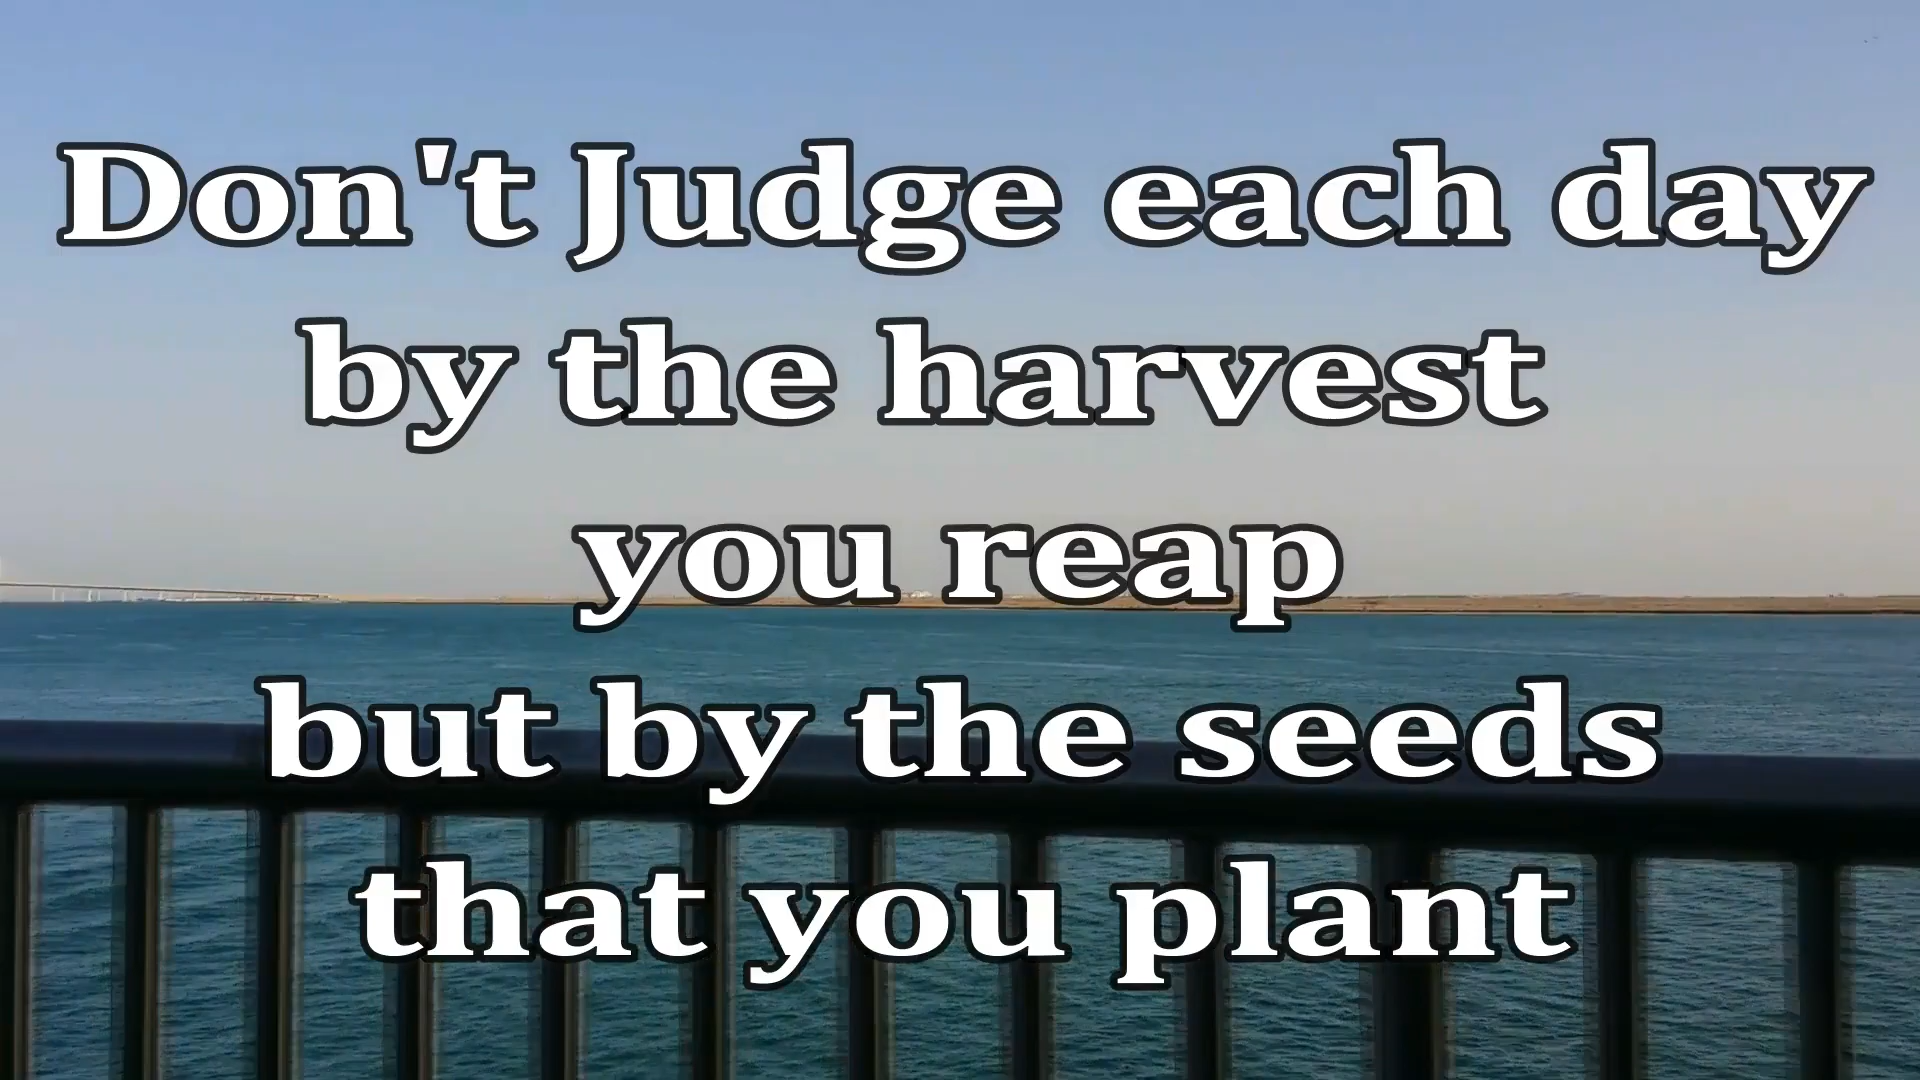 Don't Judge each day
by the harvest
you reap
but by the seeds
that you plant